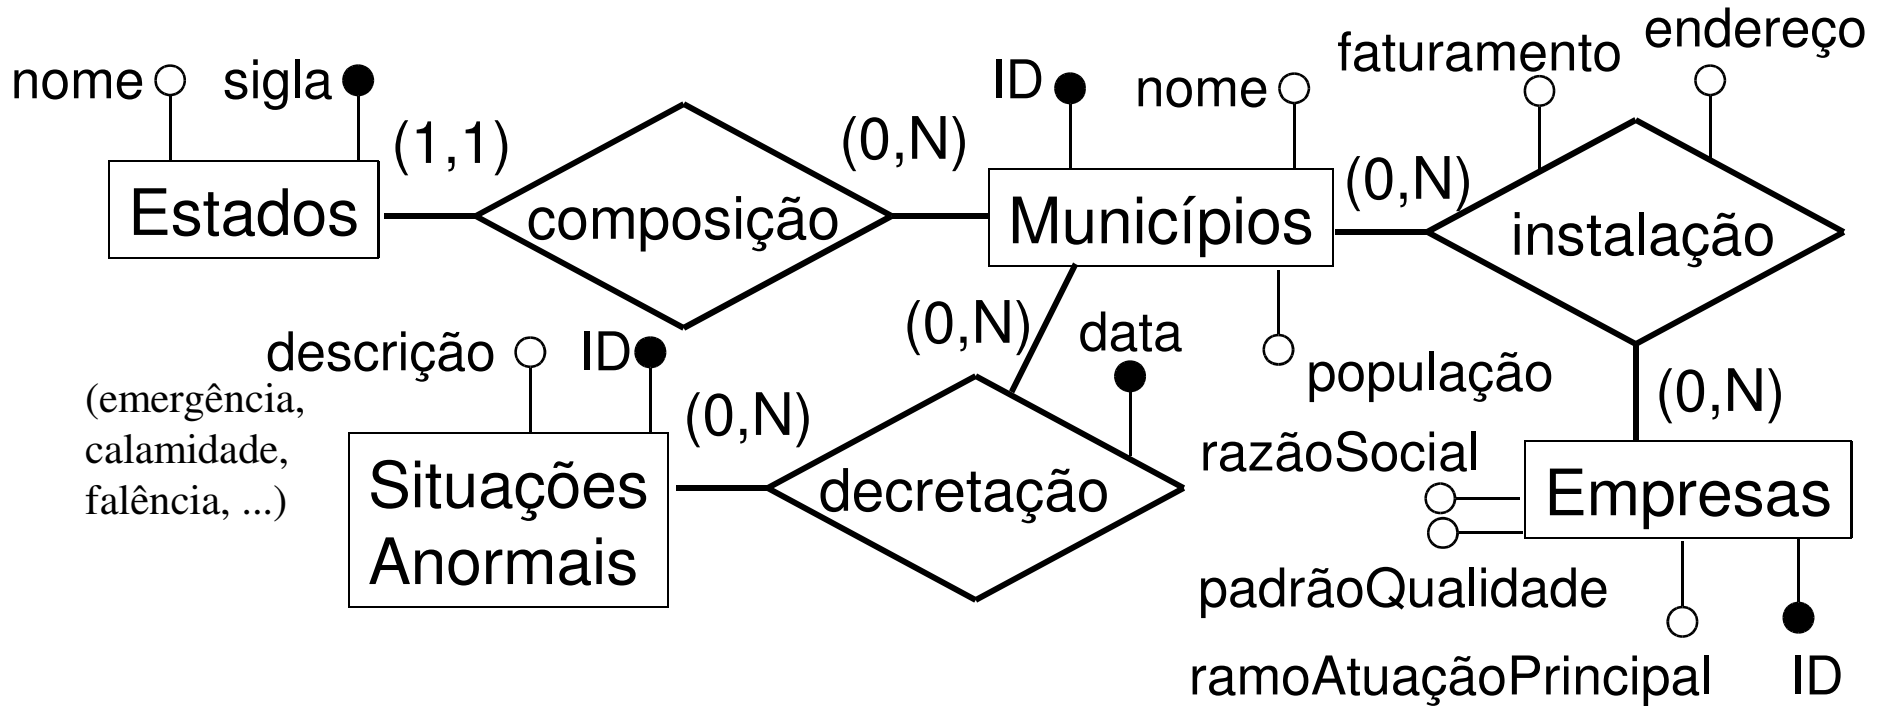 nome
sigla
(1,1)
Estados
composição
(0,N)
ID
nome
Municípios
(0,N)
faturamento
endereço
instalação
(0,N)
data
população
(0,N)
descrição
ID
(emergência,
calamidade,
falência, ...)
(0,N)
Situações
Anormais
decretação
razãoSocial
Empresas
padrãoQualidade
ramoAtuaçãoPrincipal
ID